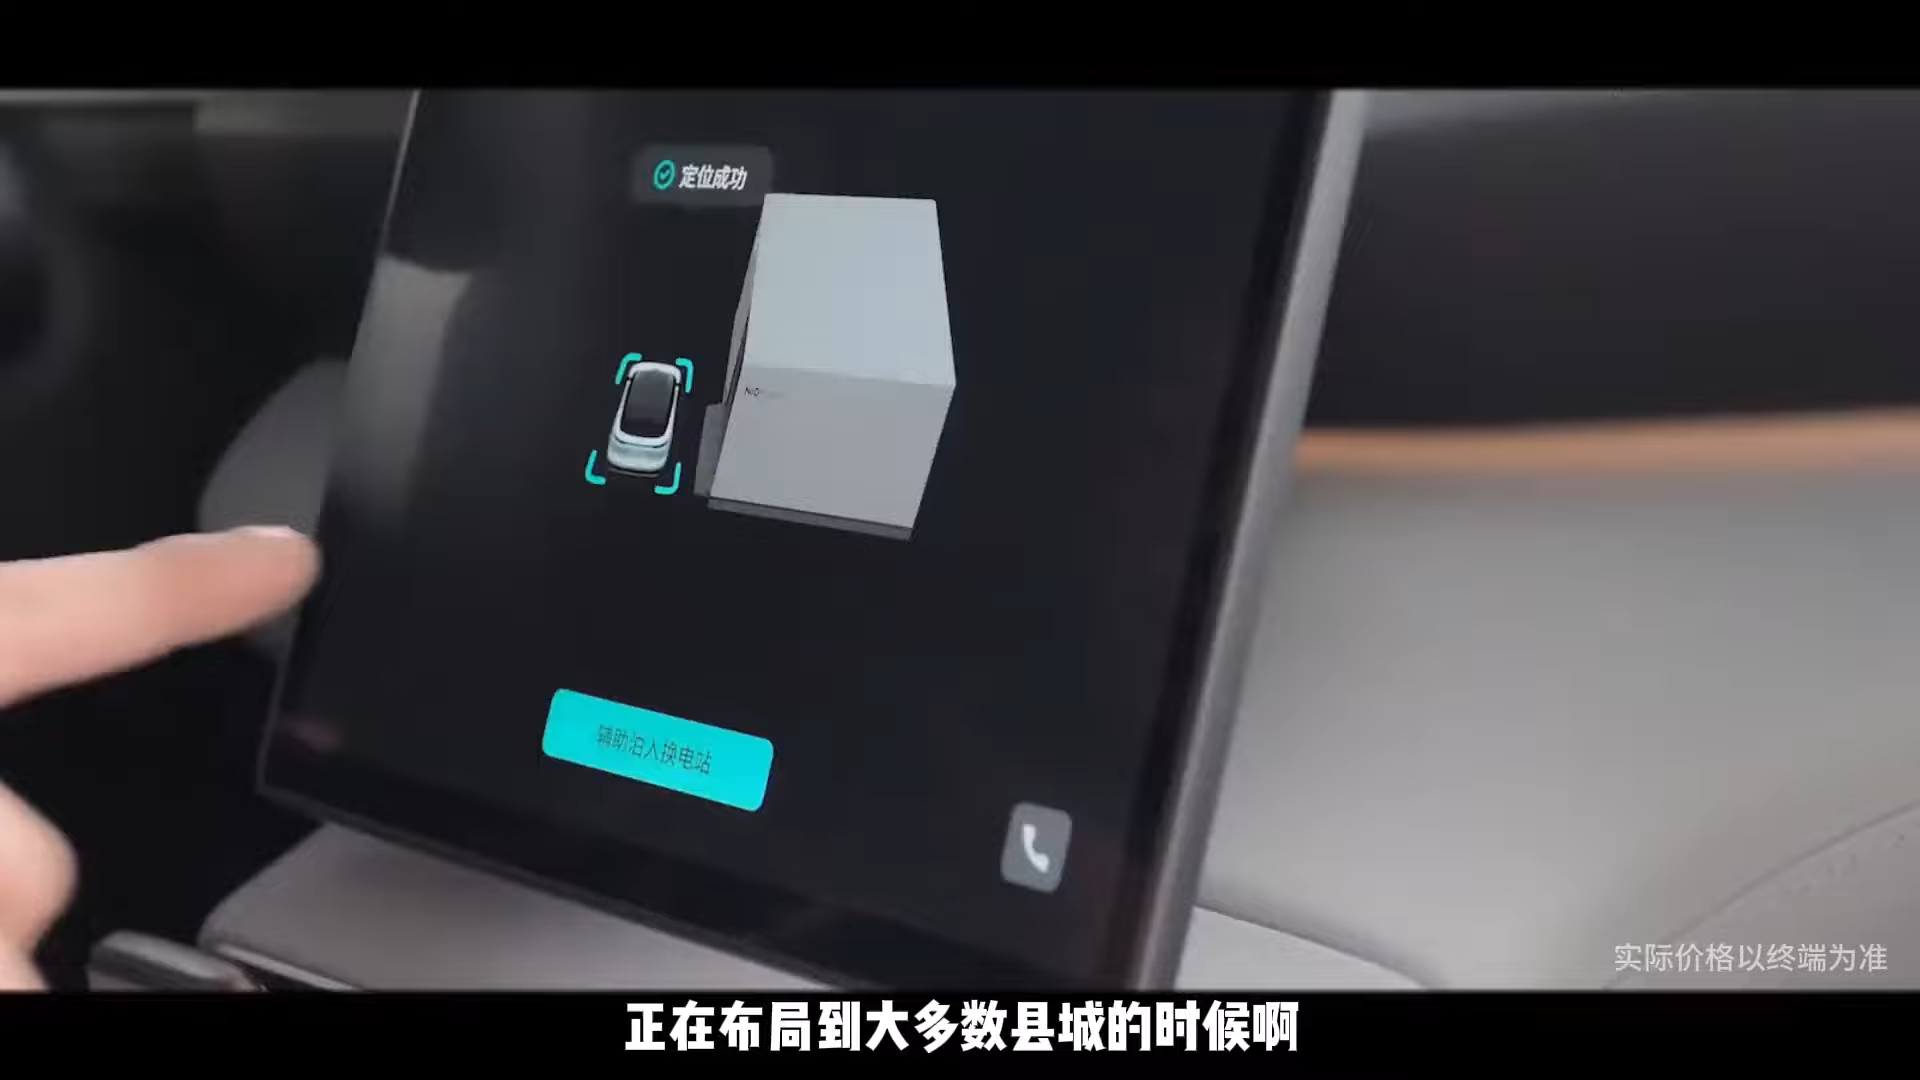 定位成功
NIO
辅助泊入换电站
实际价格以终端为准
正在布局到大多数县城的时候啊